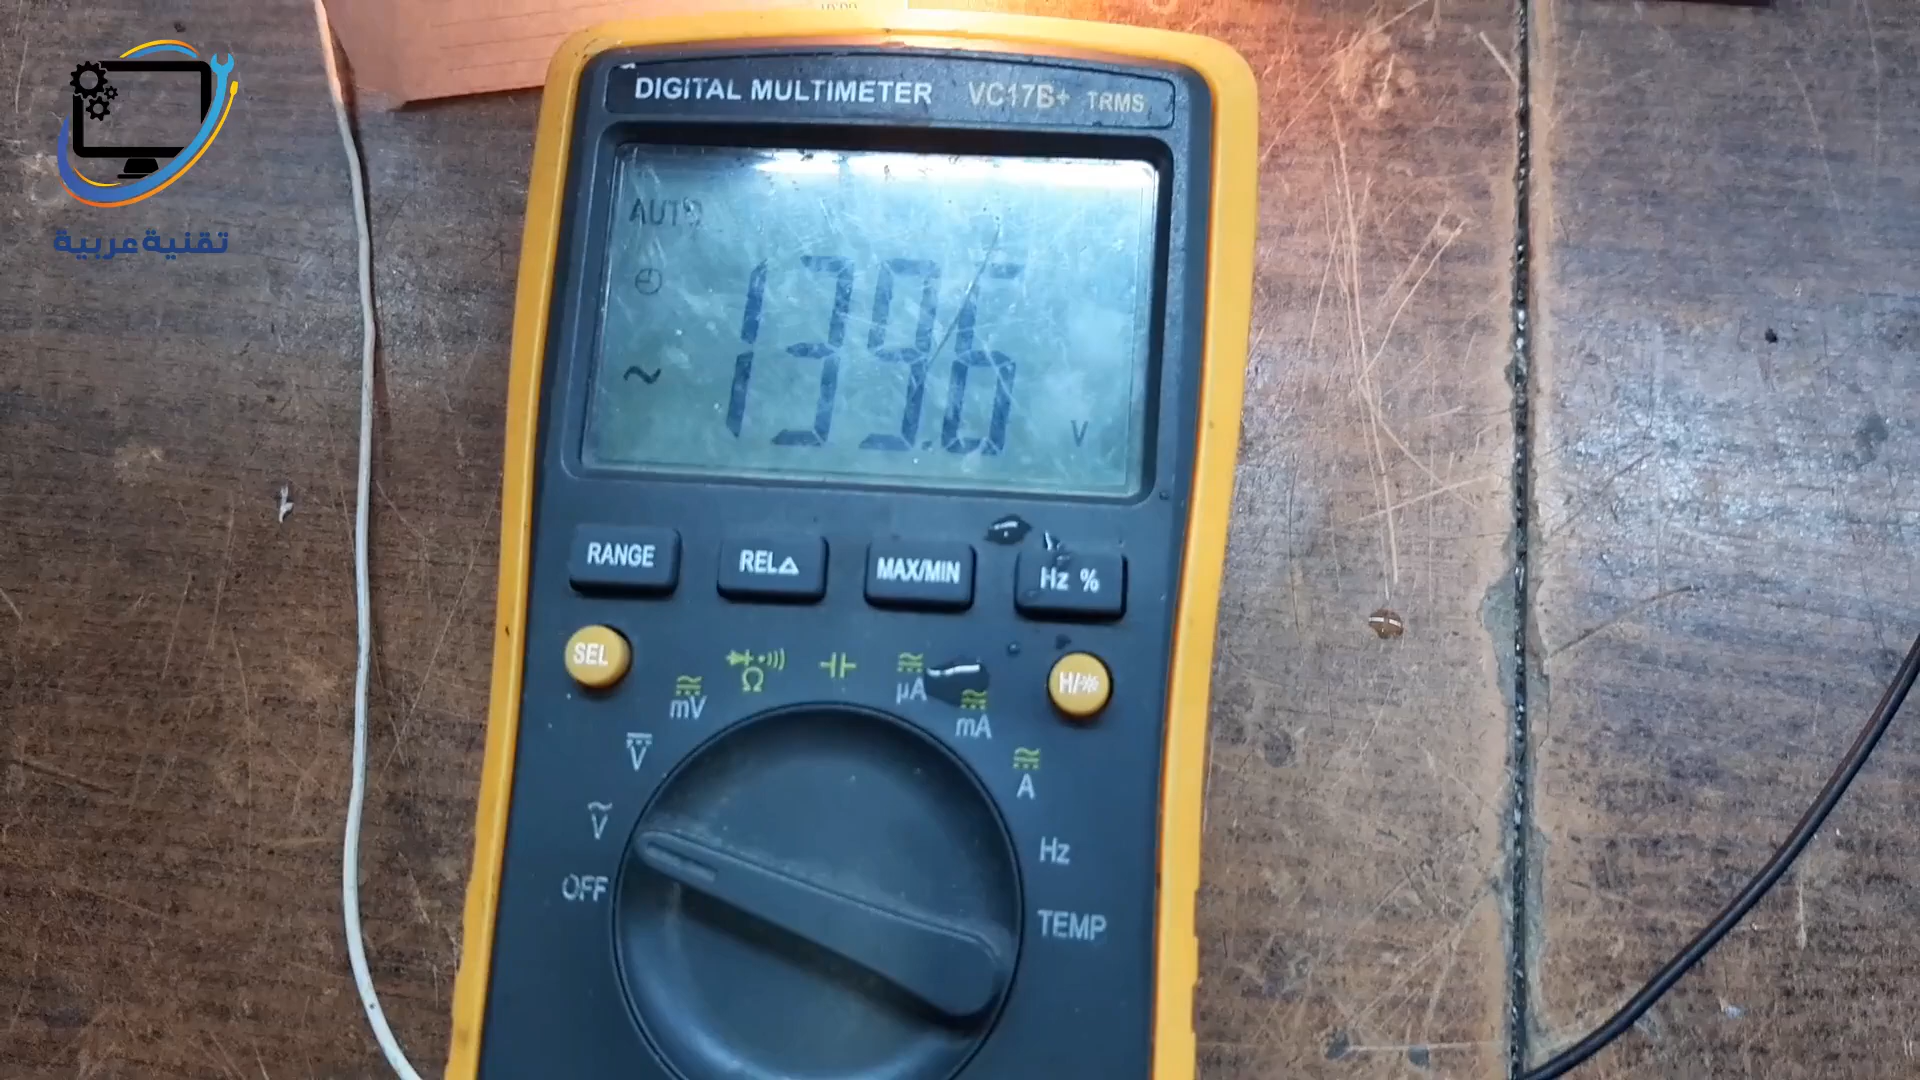 تقنية عربية
DIGITAL MULTIMETER VC17B+ TRMS
AUTO
139.6 V
RANGE REL△ MAX/MIN Hz %
SEL
H/☼
mV
Ω
µA
mA
V
A
V
Hz
OFF
TEMP